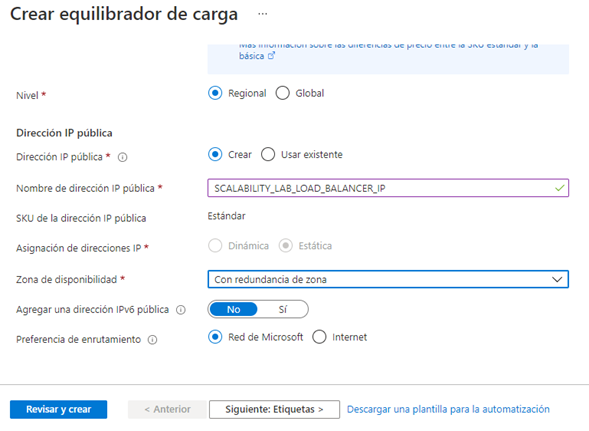 Crear equilibrador de carga ...
Más información sobre las diferencias de precio entre la SKU estándar y la
básica
Nivel *
Regional Global
Dirección IP pública
Dirección IP pública *
Crear Usar existente
Nombre de dirección IP pública *
SCALABILITY_LAB_LOAD_BALANCER_IP
SKU de la dirección IP pública
Estándar
Asignación de direcciones IP *
Dinámica Estática
Zona de disponibilidad *
Con redundancia de zona
Agregar una dirección IPv6 pública
No Sí
Preferencia de enrutamiento
Red de Microsoft Internet
Revisar y crear < Anterior Siguiente: Etiquetas > Descargar una plantilla para la automatización